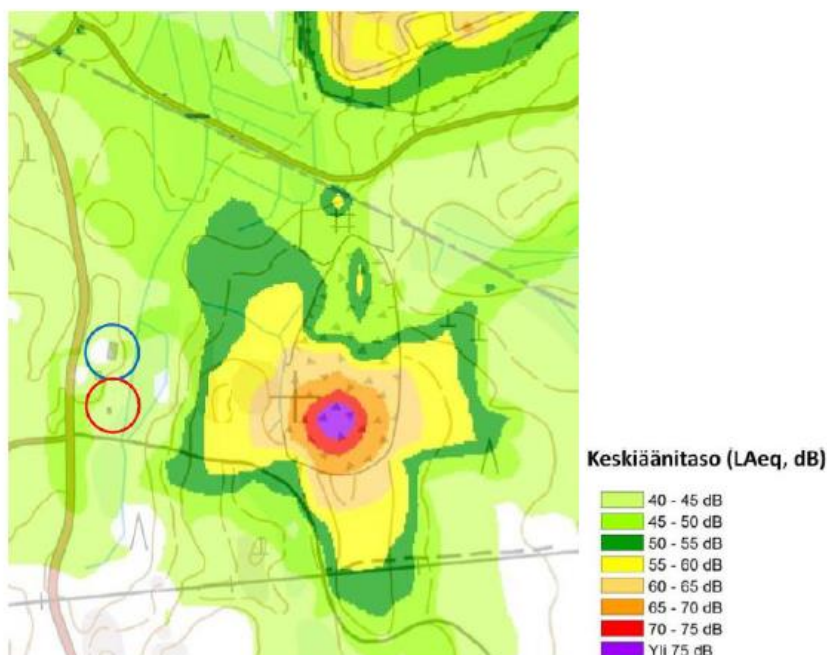 Keskiäänitaso (LAeq, dB)
40 - 45 dB
45 - 50 dB
50 - 55 dB
55 - 60 dB
60 - 65 dB
65 - 70 dB
70 - 75 dB
Yli 75 dB